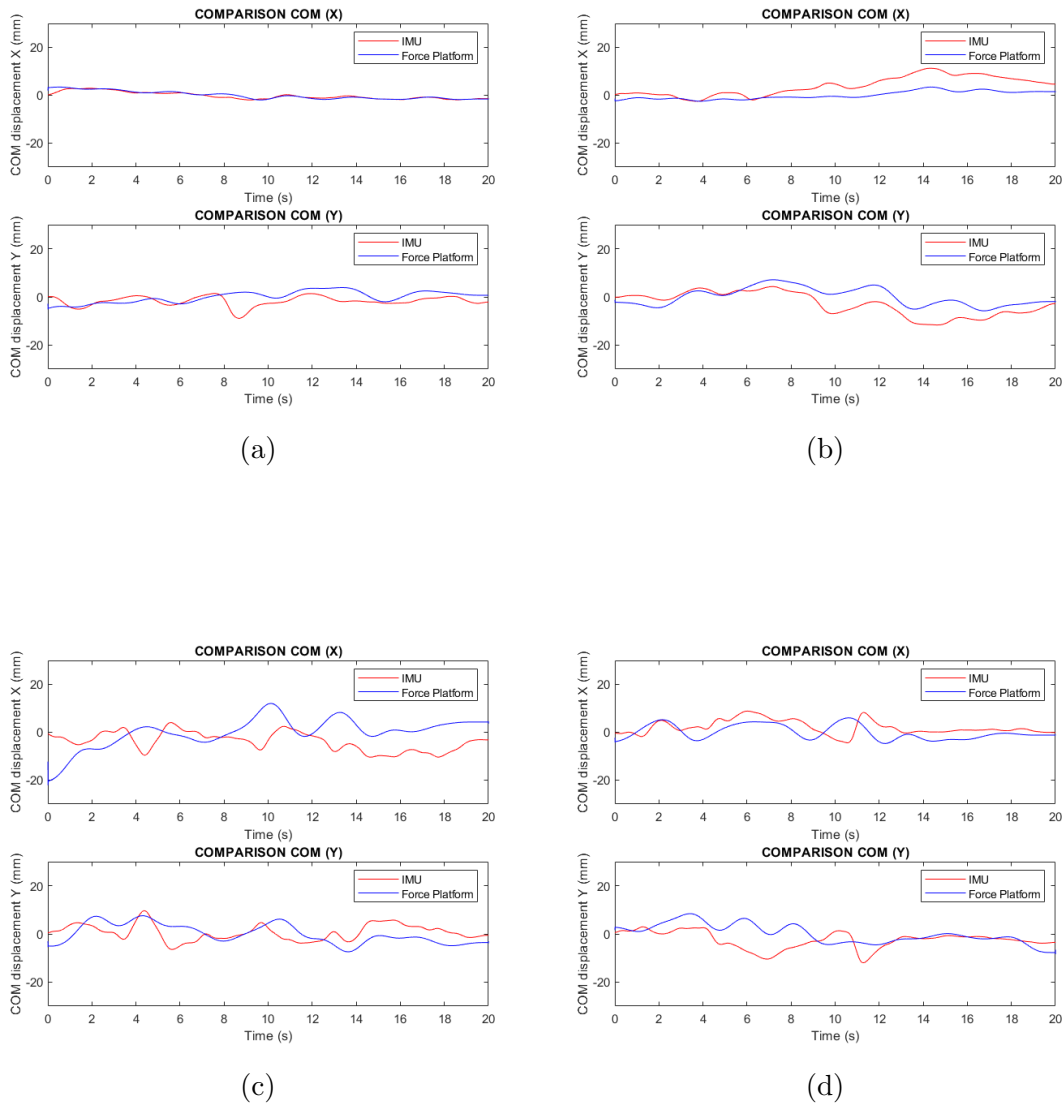 COMPARISON COM (X)
COM displacement X (mm)
20
0
-20
IMU
Force Platform
0 2 4 6 8 10 12 14 16 18 20
Time (s)
COMPARISON COM (Y)
COM displacement Y (mm)
20
0
-20
IMU
Force Platform
0 2 4 6 8 10 12 14 16 18 20
Time (s)
(a)
COMPARISON COM (X)
COM displacement X (mm)
20
0
-20
IMU
Force Platform
0 2 4 6 8 10 12 14 16 18 20
Time (s)
COMPARISON COM (Y)
COM displacement Y (mm)
20
0
-20
IMU
Force Platform
0 2 4 6 8 10 12 14 16 18 20
Time (s)
(b)
COMPARISON COM (X)
COM displacement X (mm)
20
0
-20
IMU
Force Platform
0 2 4 6 8 10 12 14 16 18 20
Time (s)
COMPARISON COM (Y)
COM displacement Y (mm)
20
0
-20
IMU
Force Platform
0 2 4 6 8 10 12 14 16 18 20
Time (s)
(c)
COMPARISON COM (X)
COM displacement X (mm)
20
0
-20
IMU
Force Platform
0 2 4 6 8 10 12 14 16 18 20
Time (s)
COMPARISON COM (Y)
COM displacement Y (mm)
20
0
-20
IMU
Force Platform
0 2 4 6 8 10 12 14 16 18 20
Time (s)
(d)